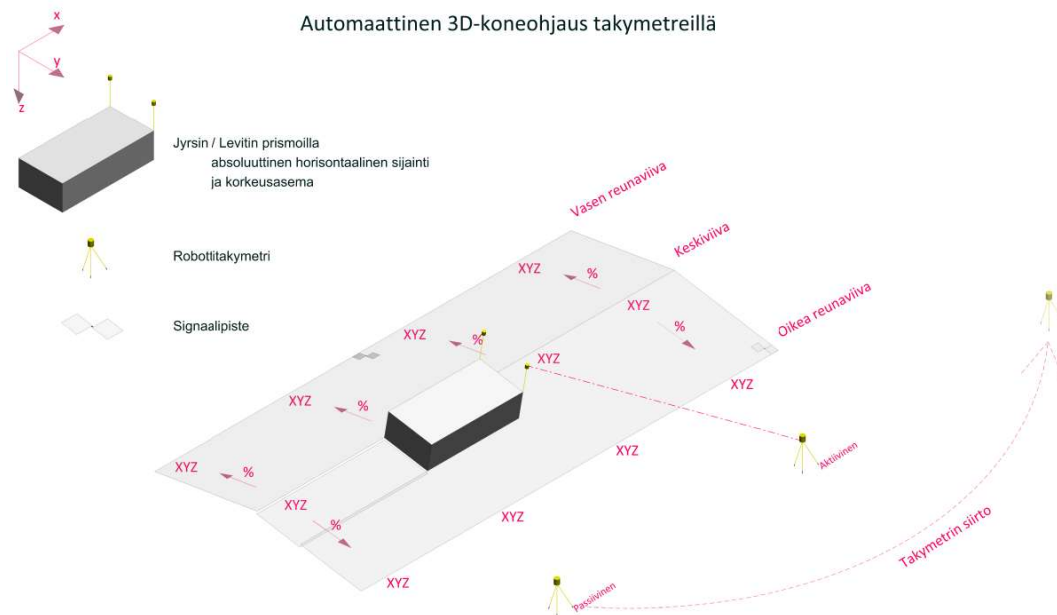 Automaattinen 3D-koneohjaus takymetreillä
x
y
z
Jyrsin / Levitin prismoilla
absoluuttinen horisontaalinen sijainti
ja korkeusasema
Robottitakymetri
Signaalipiste
Vasen reunaviiva
Keskiviiva
Oikea reunaviiva
XYZ
%
XYZ
%
XYZ
%
XYZ
XYZ
XYZ
%
XYZ
XYZ
%
XYZ
%
XYZ
XYZ
Aktiivinen
Passiivinen
Takymetrin siirto